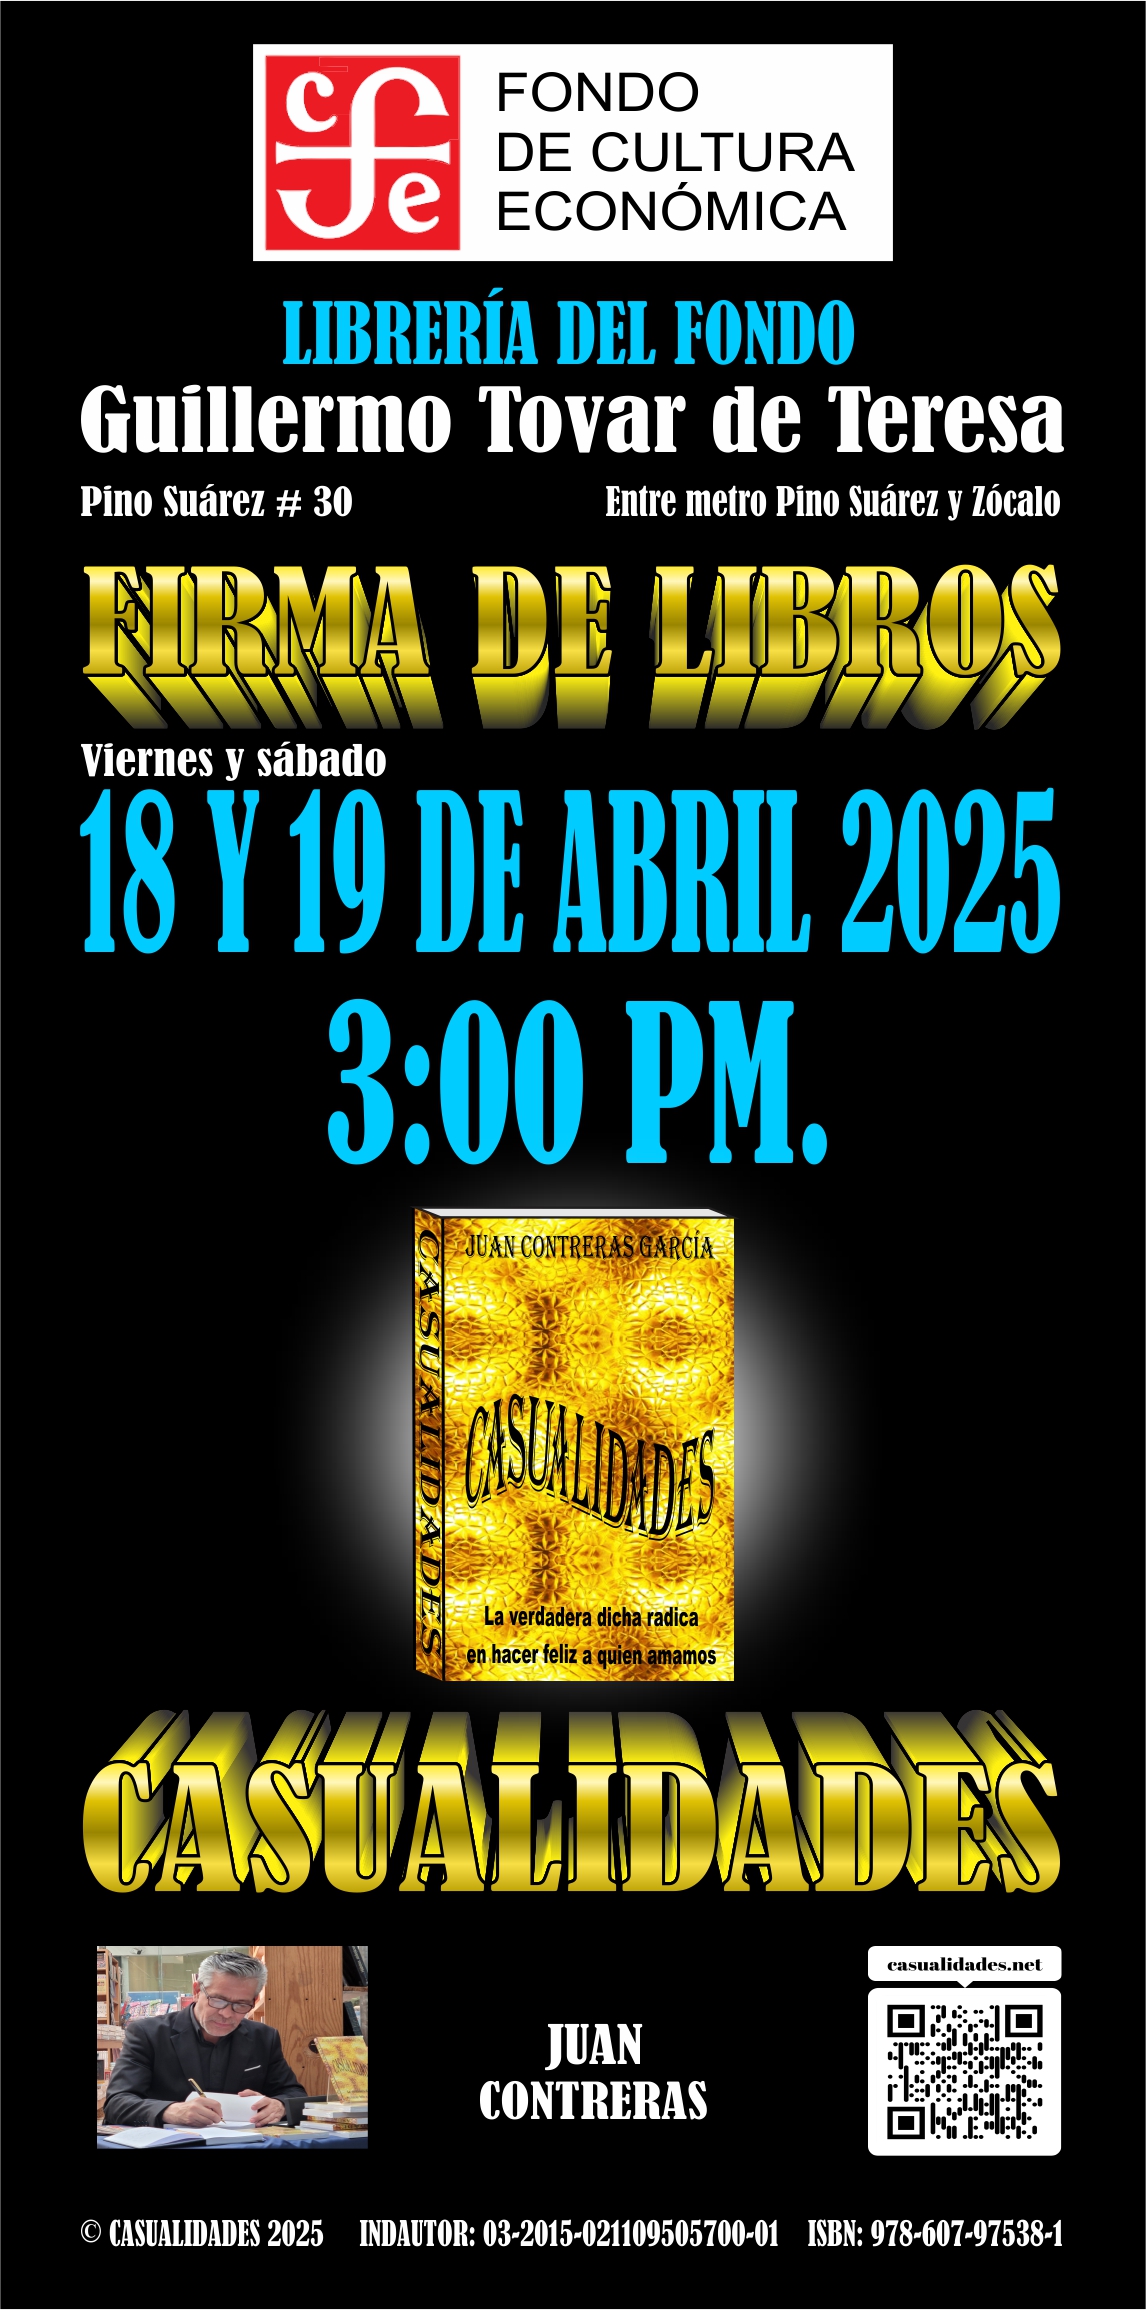 cfe
FONDO
DE CULTURA
ECONÓMICA
LIBRERÍA DEL FONDO
Guillermo Tovar de Teresa
Pino Suárez # 30
Entre metro Pino Suárez y Zócalo
FIRMA DE LIBROS
Viernes y sábado
18 Y 19 DE ABRIL 2025
3:00 PM.
CASUALIDADES
JUAN CONTRERAS GARCÍA
CASUALIDADES
La verdadera dicha radica
en hacer feliz a quien amamos
CASUALIDADES
CASUALIDADES
JUAN
CONTRERAS
casualidades.net
© CASUALIDADES 2025 INDAUTOR: 03-2015-021109505700-01 ISBN: 978-607-97538-1